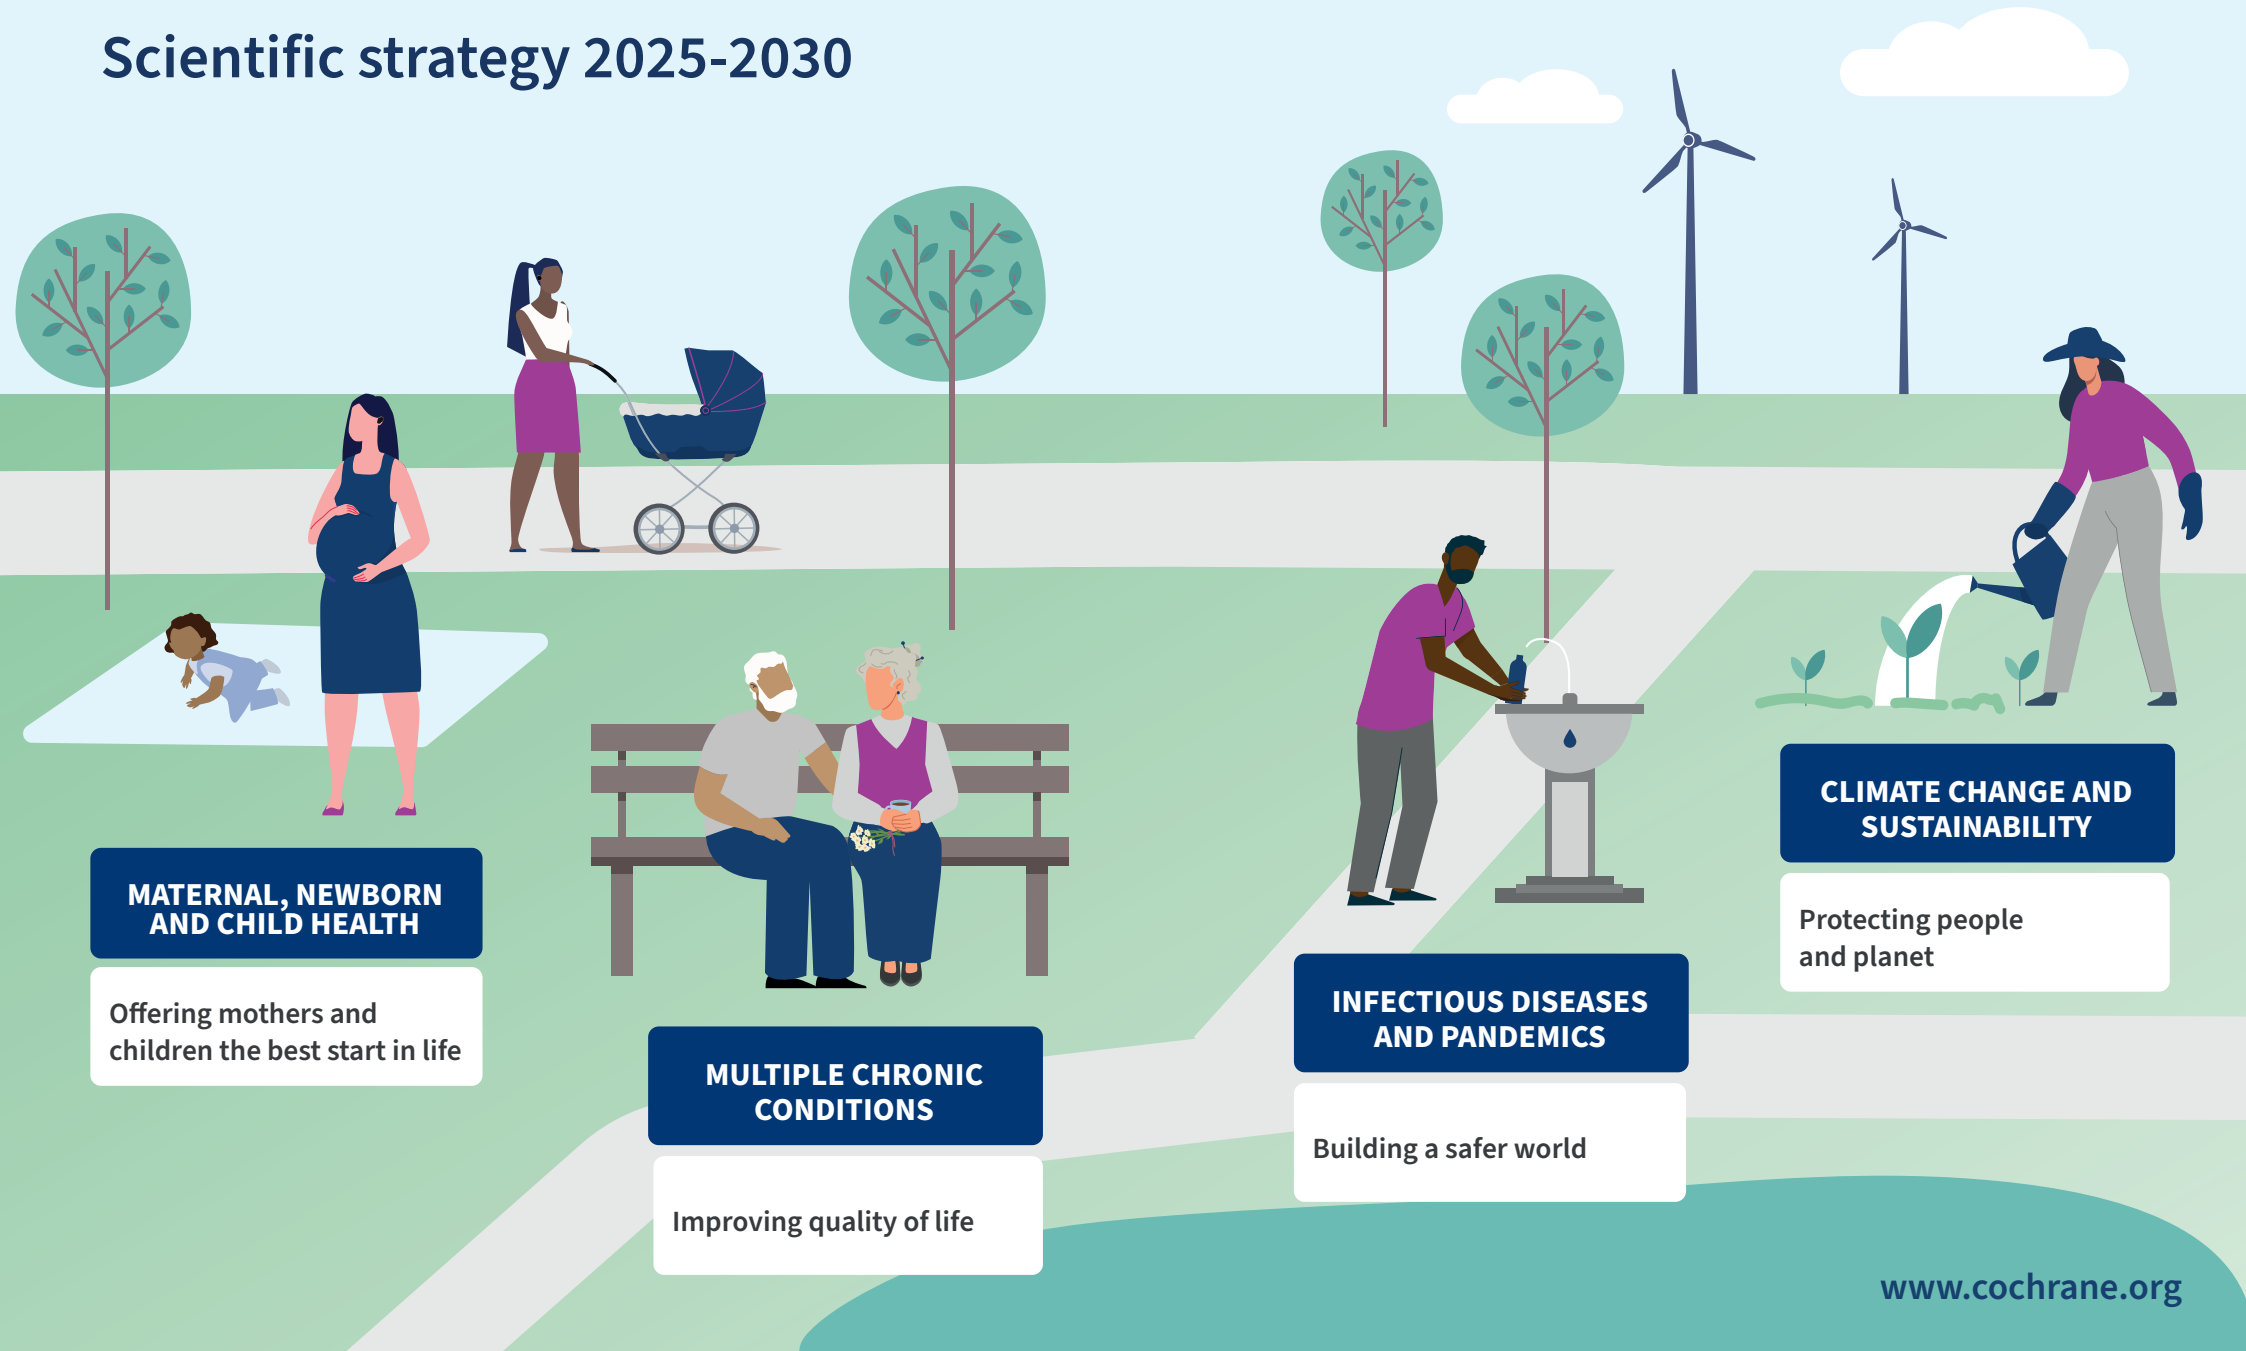 Scientific strategy 2025-2030
MATERNAL, NEWBORN
AND CHILD HEALTH
Offering mothers and
children the best start in life
MULTIPLE CHRONIC
CONDITIONS
Improving quality of life
INFECTIOUS DISEASES
AND PANDEMICS
Building a safer world
CLIMATE CHANGE AND
SUSTAINABILITY
Protecting people
and planet
www.cochrane.org